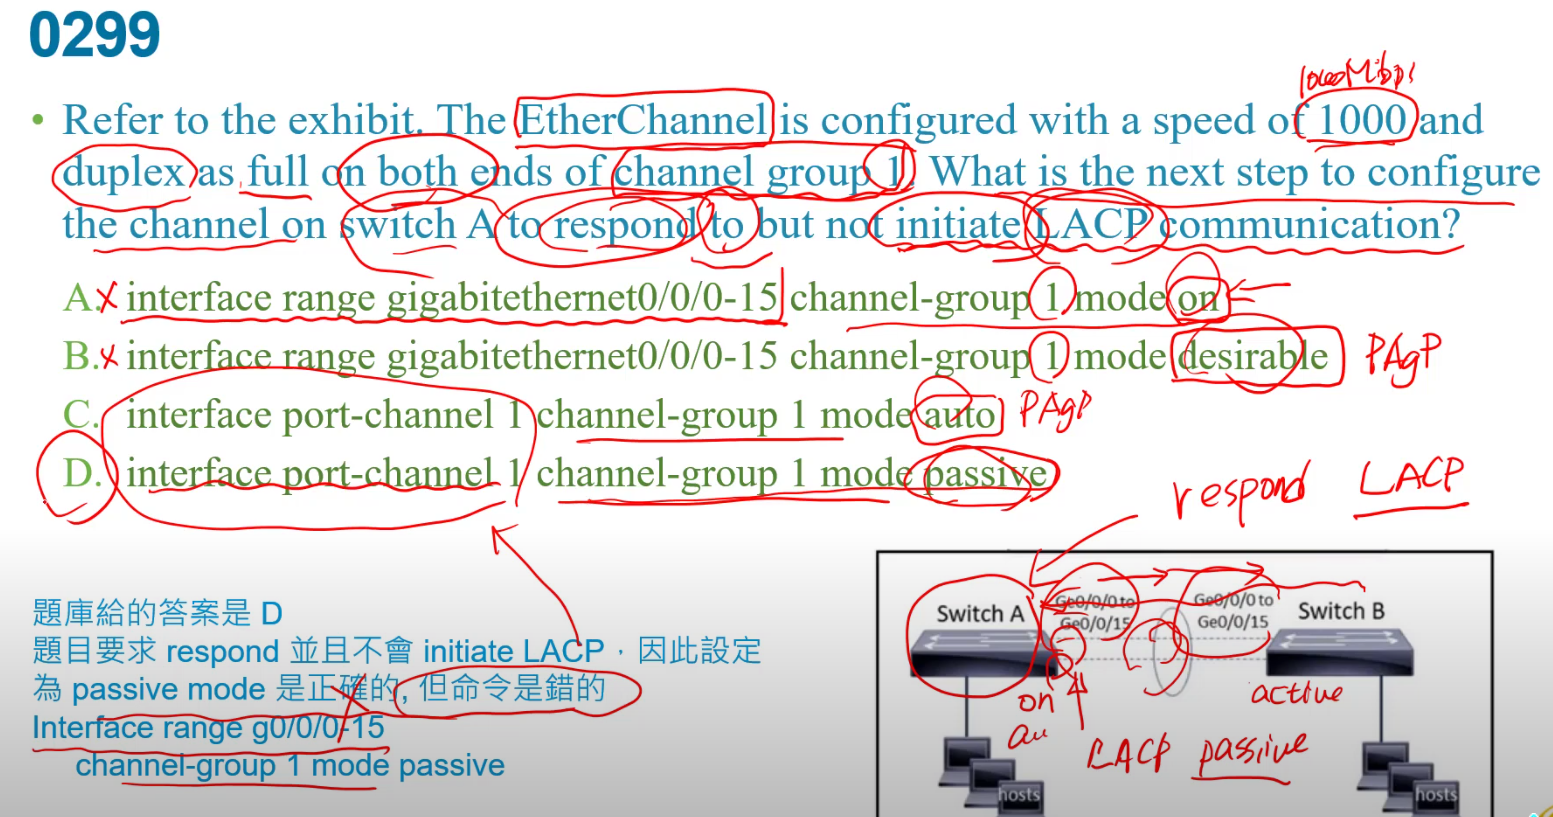 0299
1000Mbps
• Refer to the exhibit. The EtherChannel is configured with a speed of 1000 and
duplex as full on both ends of channel group 1. What is the next step to configure
the channel on switch A to respond to but not initiate LACP communication?
A. interface range gigabitethernet0/0/0-15 channel-group 1 mode on
B. interface range gigabitethernet0/0/0-15 channel-group 1 mode desirable PAgP
C. interface port-channel 1 channel-group 1 mode auto PAgP
D. interface port-channel 1 channel-group 1 mode passive
respond LACP
題庫給的答案是 D
題目要求 respond 並且不會 initiate LACP,因此設定
為 passive mode 是正確的, 但命令是錯的
Interface range g0/0/0-15
channel-group 1 mode passive
Switch A
Ge0/0/0 to
Ge0/0/15
Ge0/0/0 to
Ge0/0/15
Switch B
on
au
active
LACP passive
hosts
hosts